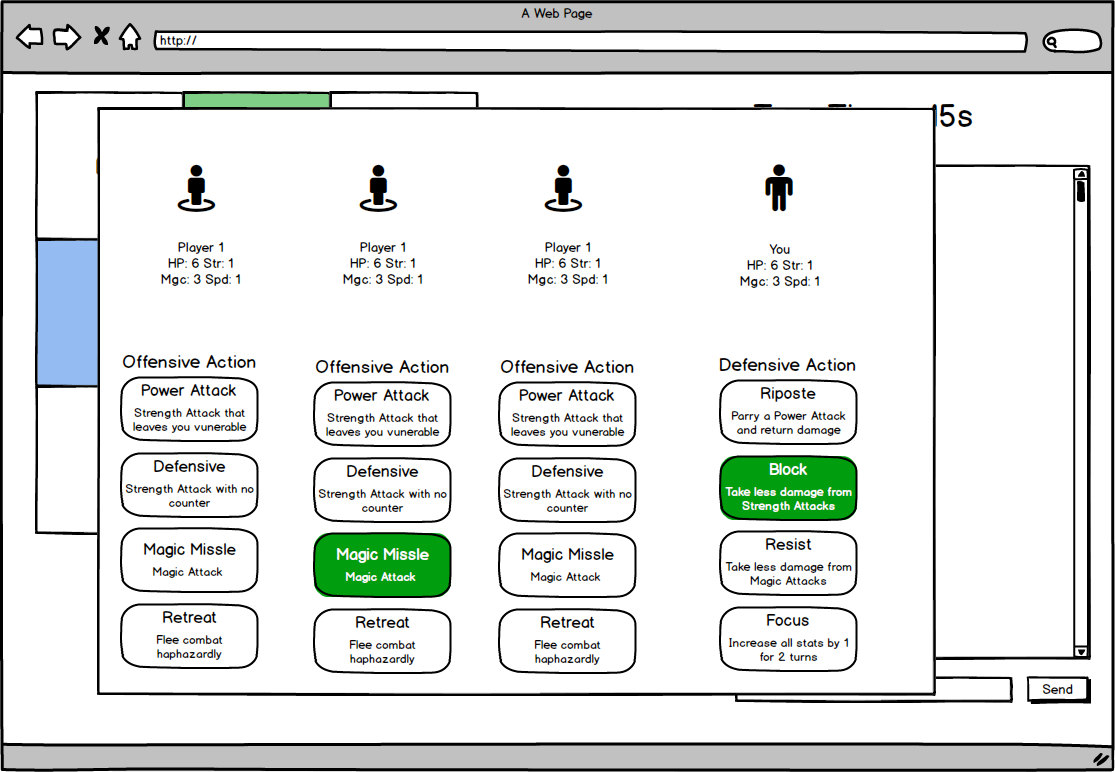 A Web Page
http://
15s
Player 1
HP: 6 Str: 1
Mgc: 3 Spd: 1
Player 1
HP: 6 Str: 1
Mgc: 3 Spd: 1
Player 1
HP: 6 Str: 1
Mgc: 3 Spd: 1
You
HP: 6 Str: 1
Mgc: 3 Spd: 1
Offensive Action
Power Attack
Strength Attack that
leaves you vunerable
Defensive
Strength Attack with no
counter
Magic Missle
Magic Attack
Retreat
Flee combat
haphazardly
Offensive Action
Power Attack
Strength Attack that
leaves you vunerable
Defensive
Strength Attack with no
counter
Magic Missle
Magic Attack
Retreat
Flee combat
haphazardly
Offensive Action
Power Attack
Strength Attack that
leaves you vunerable
Defensive
Strength Attack with no
counter
Magic Missle
Magic Attack
Retreat
Flee combat
haphazardly
Defensive Action
Riposte
Parry a Power Attack
and return damage
Block
Take less damage from
Strength Attacks
Resist
Take less damage from
Magic Attacks
Focus
Increase all stats by 1
for 2 turns
Send